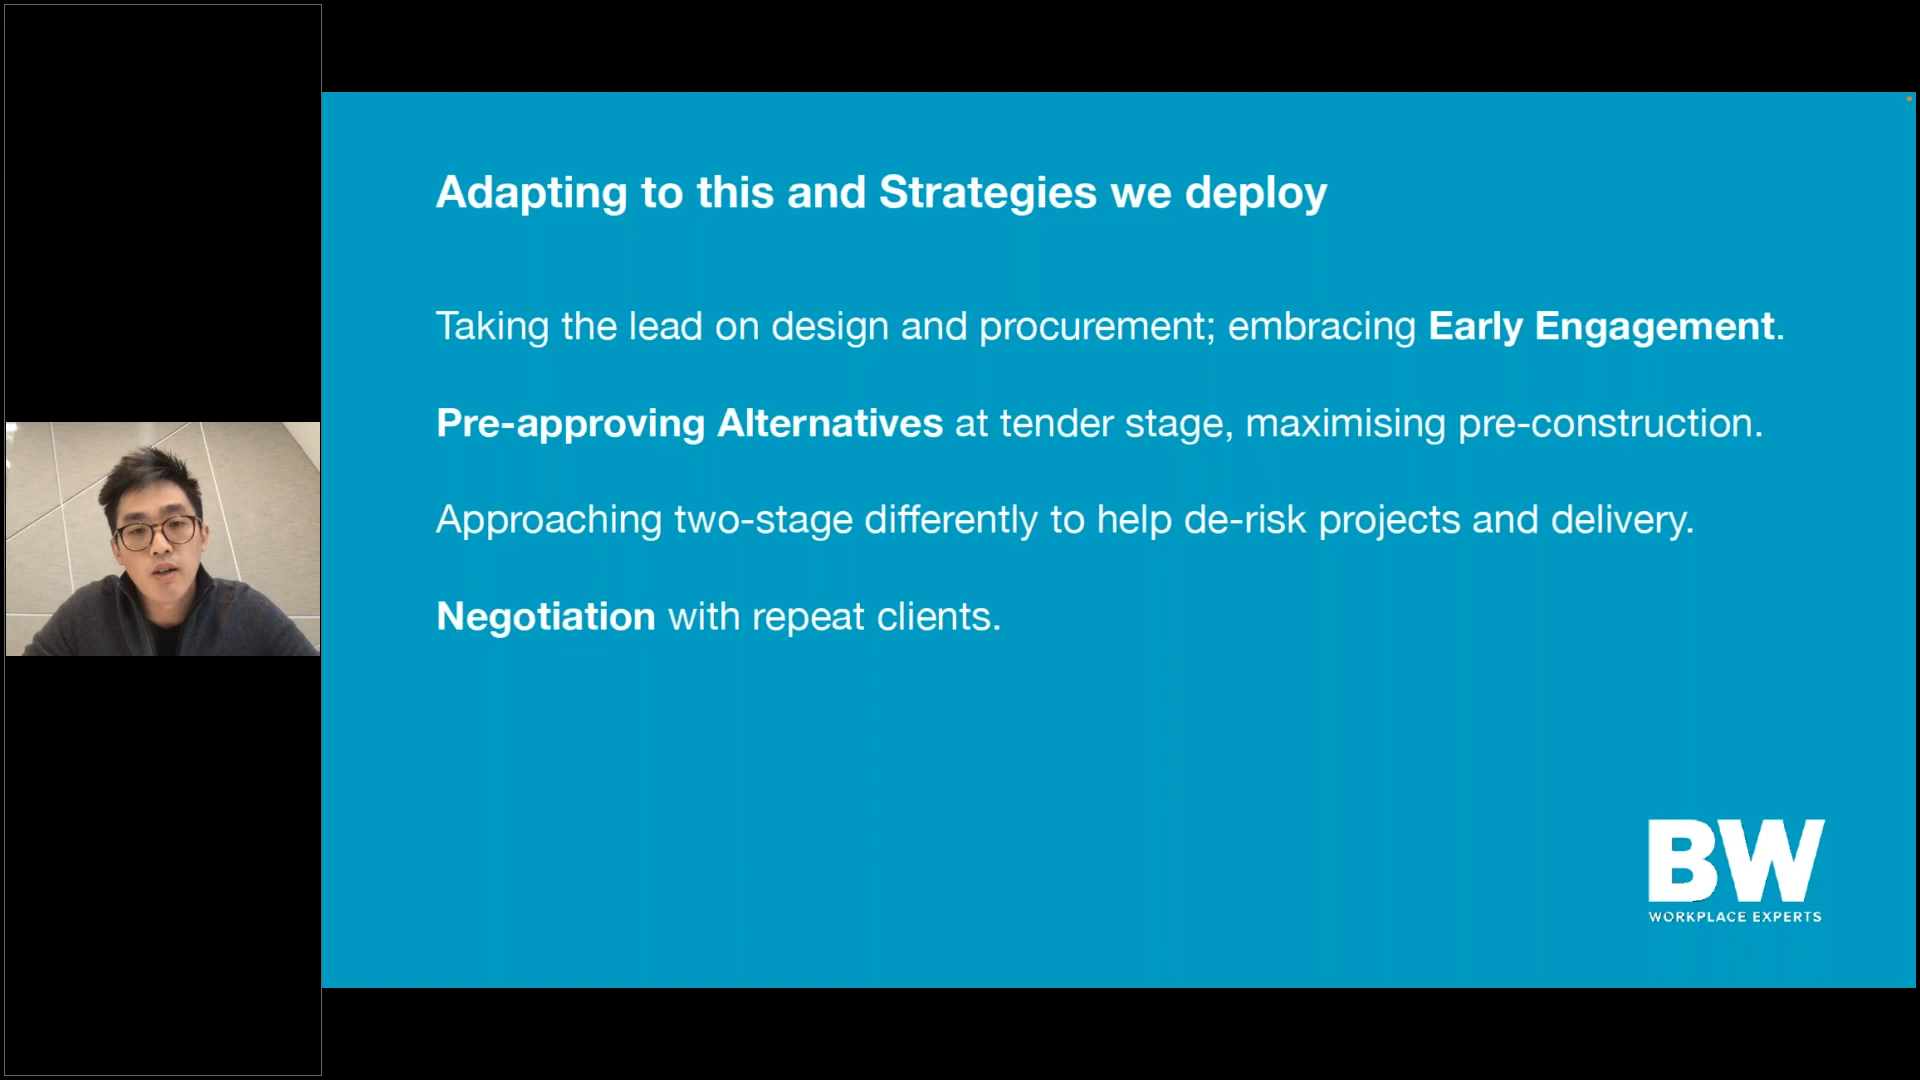 Adapting to this and Strategies we deploy
Taking the lead on design and procurement; embracing Early Engagement.
Pre-approving Alternatives at tender stage, maximising pre-construction.
Approaching two-stage differently to help de-risk projects and delivery.
Negotiation with repeat clients.
BW
WORKPLACE EXPERTS